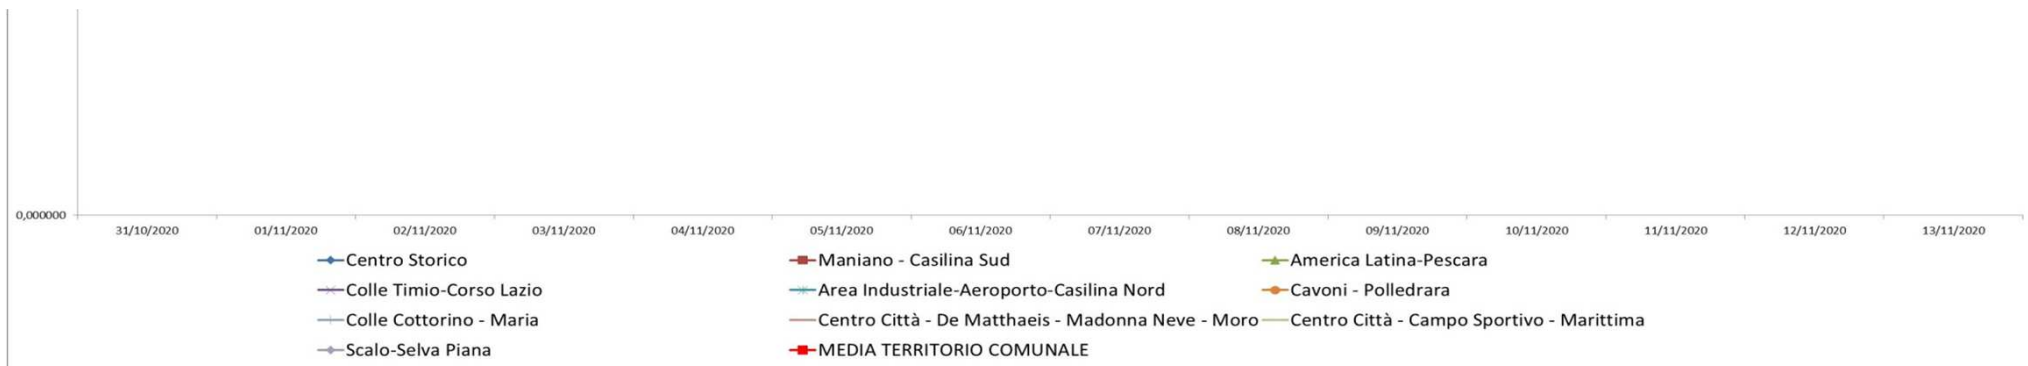 0,000000
31/10/2020 01/11/2020 02/11/2020 03/11/2020 04/11/2020 05/11/2020 06/11/2020 07/11/2020 08/11/2020 09/11/2020 10/11/2020 11/11/2020 12/11/2020 13/11/2020
Centro Storico Maniano - Casilina Sud America Latina-Pescara
Colle Timio-Corso Lazio Area Industriale-Aeroporto-Casilina Nord Cavoni - Polledrara
Colle Cottorino - Maria Centro Città - De Matthaeis - Madonna Neve - Moro Centro Città - Campo Sportivo - Marittima
Scalo-Selva Piana MEDIA TERRITORIO COMUNALE